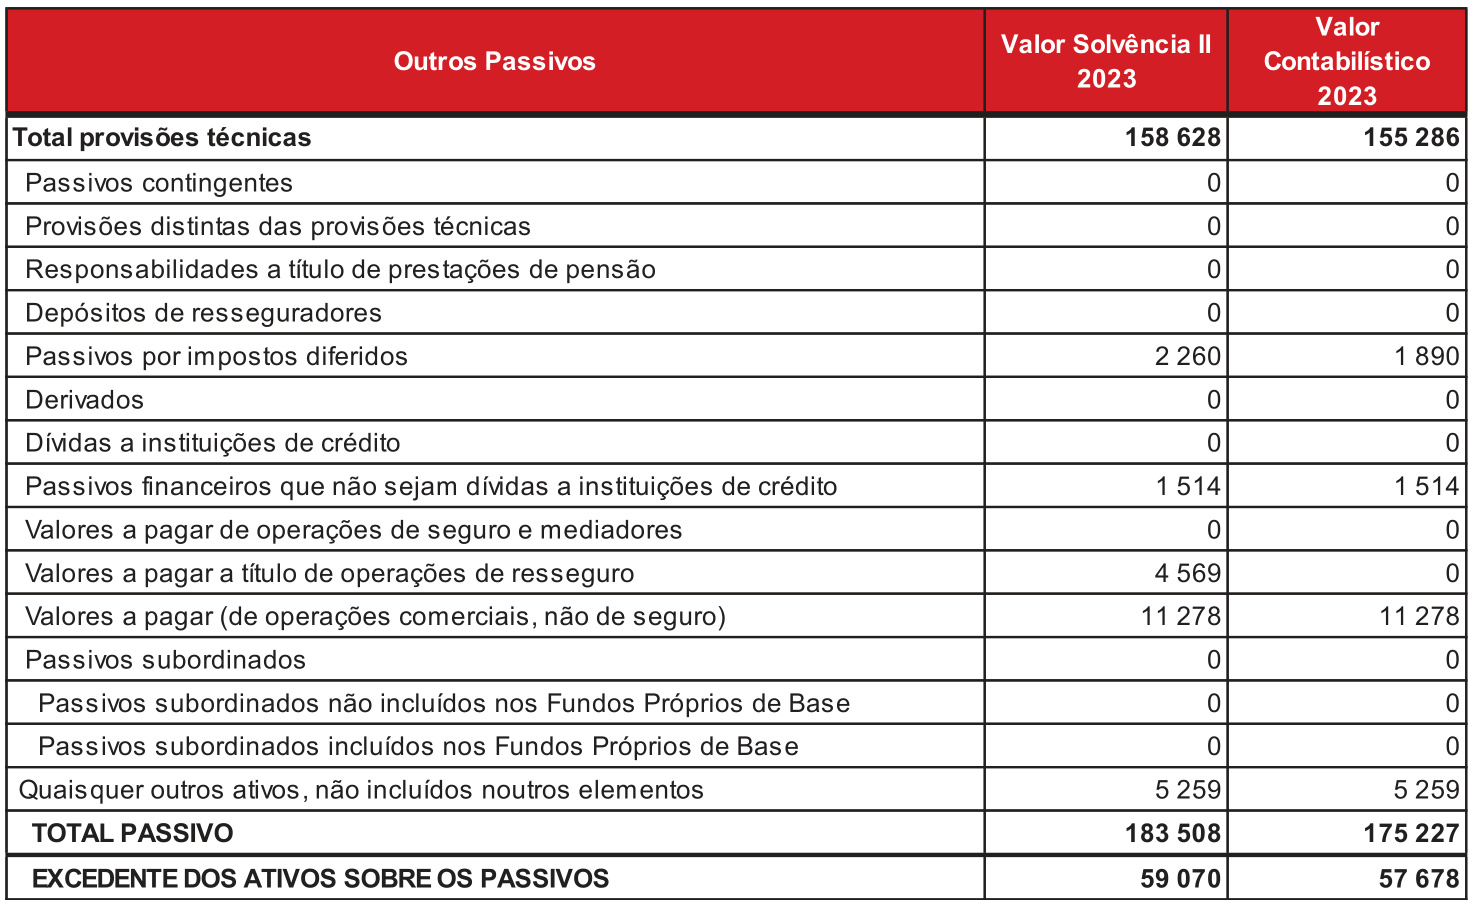 Outros Passivos Valor Solvência II 2023 Valor Contabilístico 2023
Total provisões técnicas 158 628 155 286
Passivos contingentes 0 0
Provisões distintas das provisões técnicas 0 0
Responsabilidades a título de prestações de pensão 0 0
Depósitos de resseguradores 0 0
Passivos por impostos diferidos 2 260 1 890
Derivados 0 0
Dívidas a instituições de crédito 0 0
Passivos financeiros que não sejam dívidas a instituições de crédito 1 514 1 514
Valores a pagar de operações de seguro e mediadores 0 0
Valores a pagar a título de operações de resseguro 4 569 0
Valores a pagar (de operações comerciais, não de seguro) 11 278 11 278
Passivos subordinados 0 0
Passivos subordinados não incluídos nos Fundos Próprios de Base 0 0
Passivos subordinados incluídos nos Fundos Próprios de Base 0 0
Quaisquer outros ativos, não incluídos noutros elementos 5 259 5 259
TOTAL PASSIVO 183 508 175 227
EXCEDENTE DOS ATIVOS SOBRE OS PASSIVOS 59 070 57 678